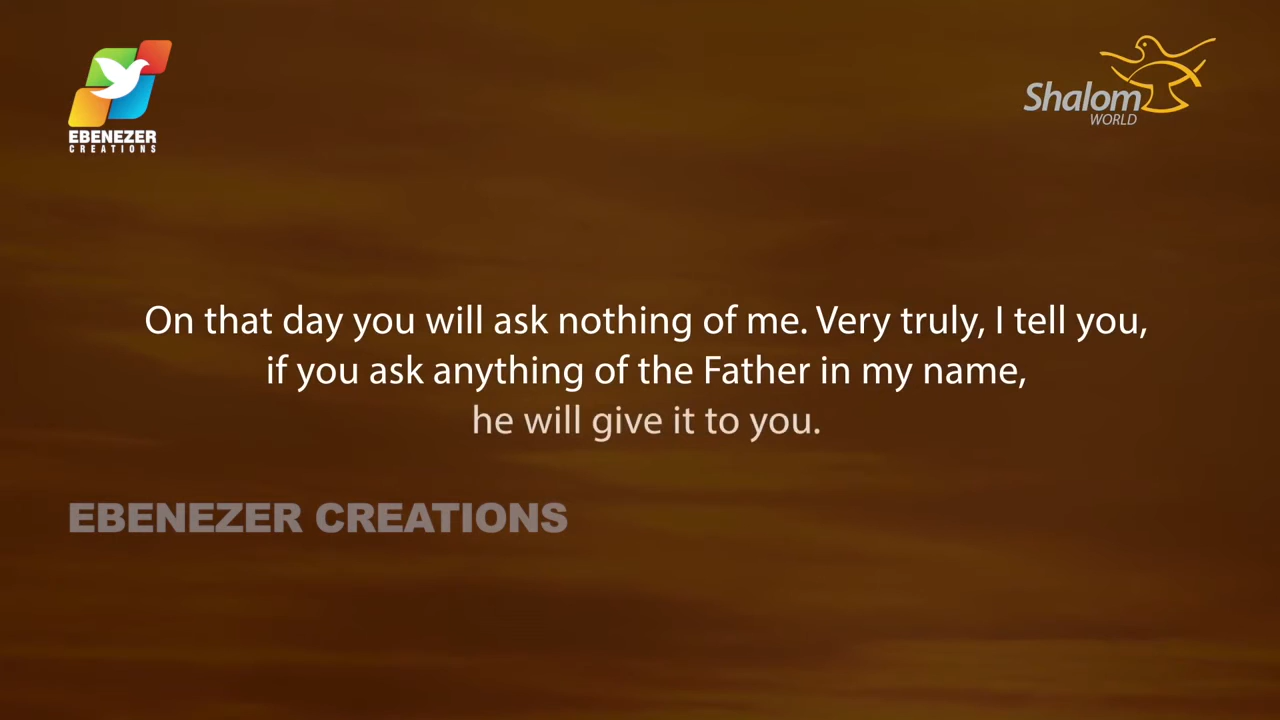 EBENEZER
CREATIONS
Shalom
WORLD
On that day you will ask nothing of me. Very truly, I tell you,
if you ask anything of the Father in my name,
he will give it to you.
EBENEZER CREATIONS